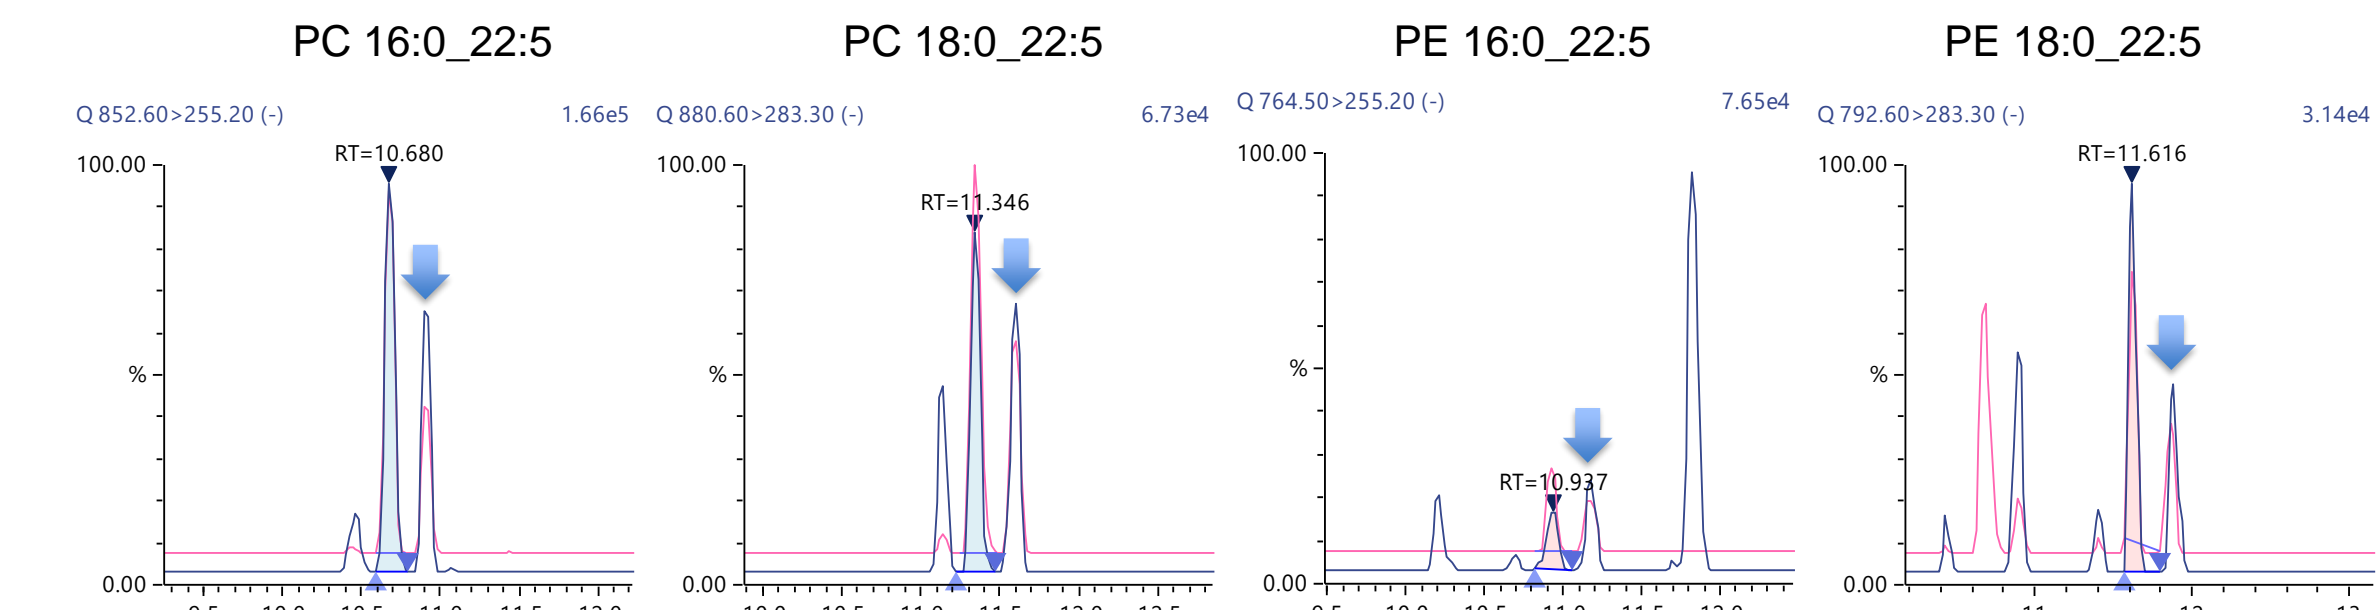 PC 16:0_22:5
PC 18:0_22:5
PE 16:0_22:5
PE 18:0_22:5
Q 852.60>255.20 (-) 1.66e5
Q 880.60>283.30 (-) 6.73e4
Q 764.50>255.20 (-) 7.65e4
Q 792.60>283.30 (-) 3.14e4
100.00
RT=10.680
%
0.00
100.00
RT=11.346
%
0.00
100.00
RT=10.937
%
0.00
100.00
RT=11.616
%
0.00